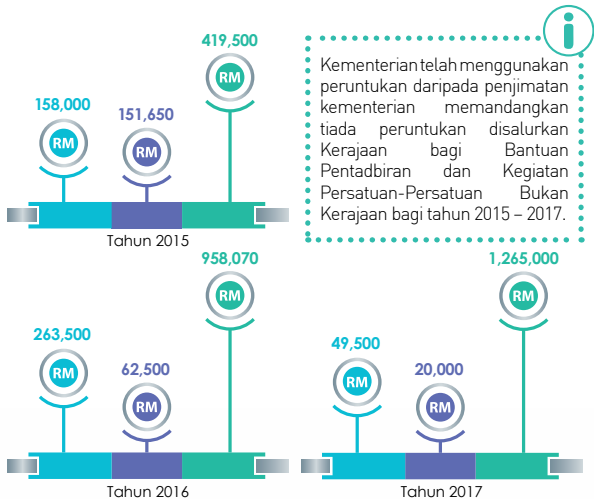 419,500
RM
158,000
RM
151,650
RM
Tahun 2015
i
Kementerian telah menggunakan
peruntukan daripada penjimatan
kementerian memandangkan
tiada peruntukan disalurkan
Kerajaan bagi Bantuan
Pentadbiran dan Kegiatan
Persatuan-Persatuan Bukan
Kerajaan bagi tahun 2015 – 2017.
958,070
RM
263,500
RM
62,500
RM
Tahun 2016
1,265,000
RM
49,500
RM
20,000
RM
Tahun 2017